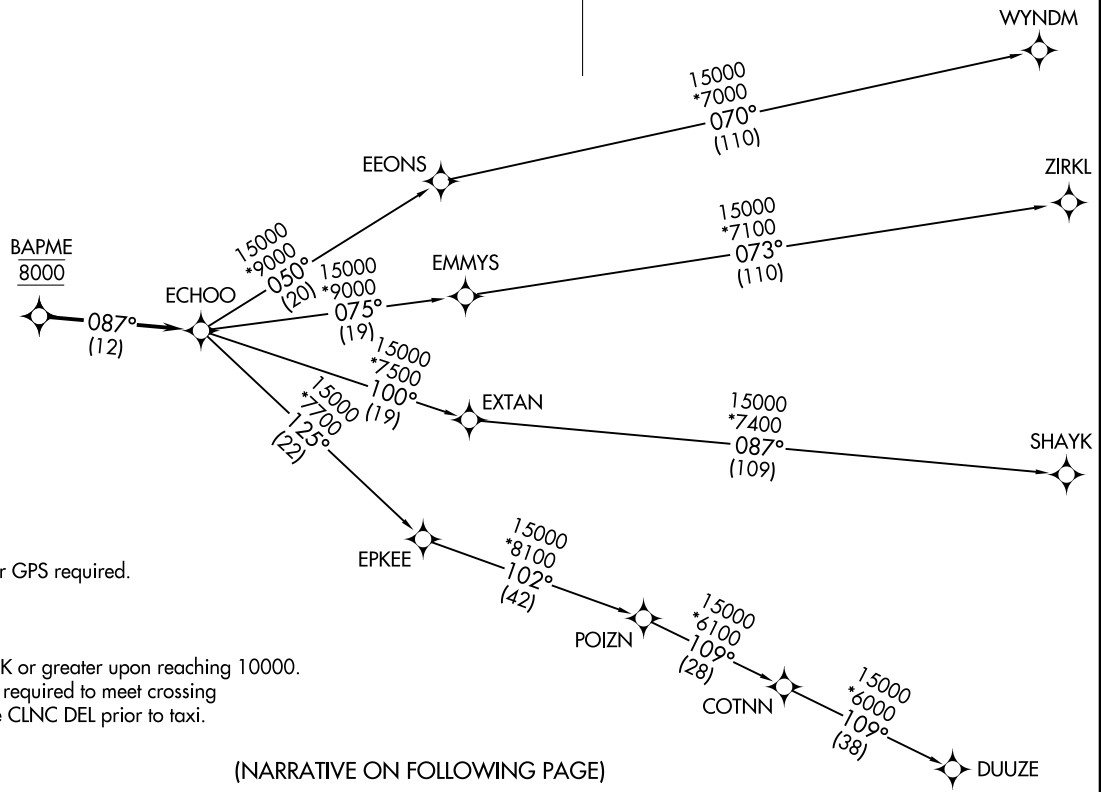 WYNDM
15000
*7000
070°
(110)
EEONS
ZIRKL
15000
*7100
073°
(110)
BAPME
8000
15000
*9000
050°
(20)
15000
*9000
075°
(19)
EMMYS
ECHOO
087°
(12)
15000
*7500
100°
(19)
EXTAN
15000
*7400
087°
(109)
SHAYK
15000
*7700
125°
(22)
EPKEE
15000
*8100
102°
(42)
r GPS required.
POIZN
15000
*6100
109°
(28)
COTNN
K or greater upon reaching 10000.
required to meet crossing
e CLNC DEL prior to taxi.
15000
*6000
109°
(38)
DUUZE
(NARRATIVE ON FOLLOWING PAGE)